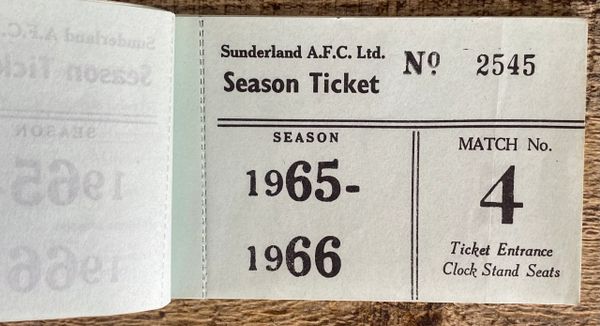 Sunderland A.F.C. Ltd.
Season Ticket
Nº 2545
SEASON
1965-
1966
MATCH No.
4
Ticket Entrance
Clock Stand Seats